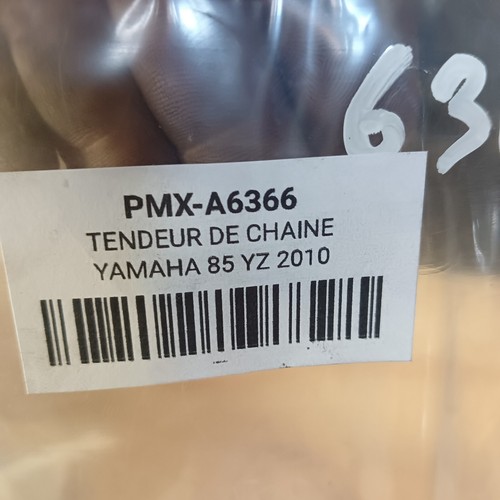 63
PMX-A6366
TENDEUR DE CHAINE
YAMAHA 85 YZ 2010